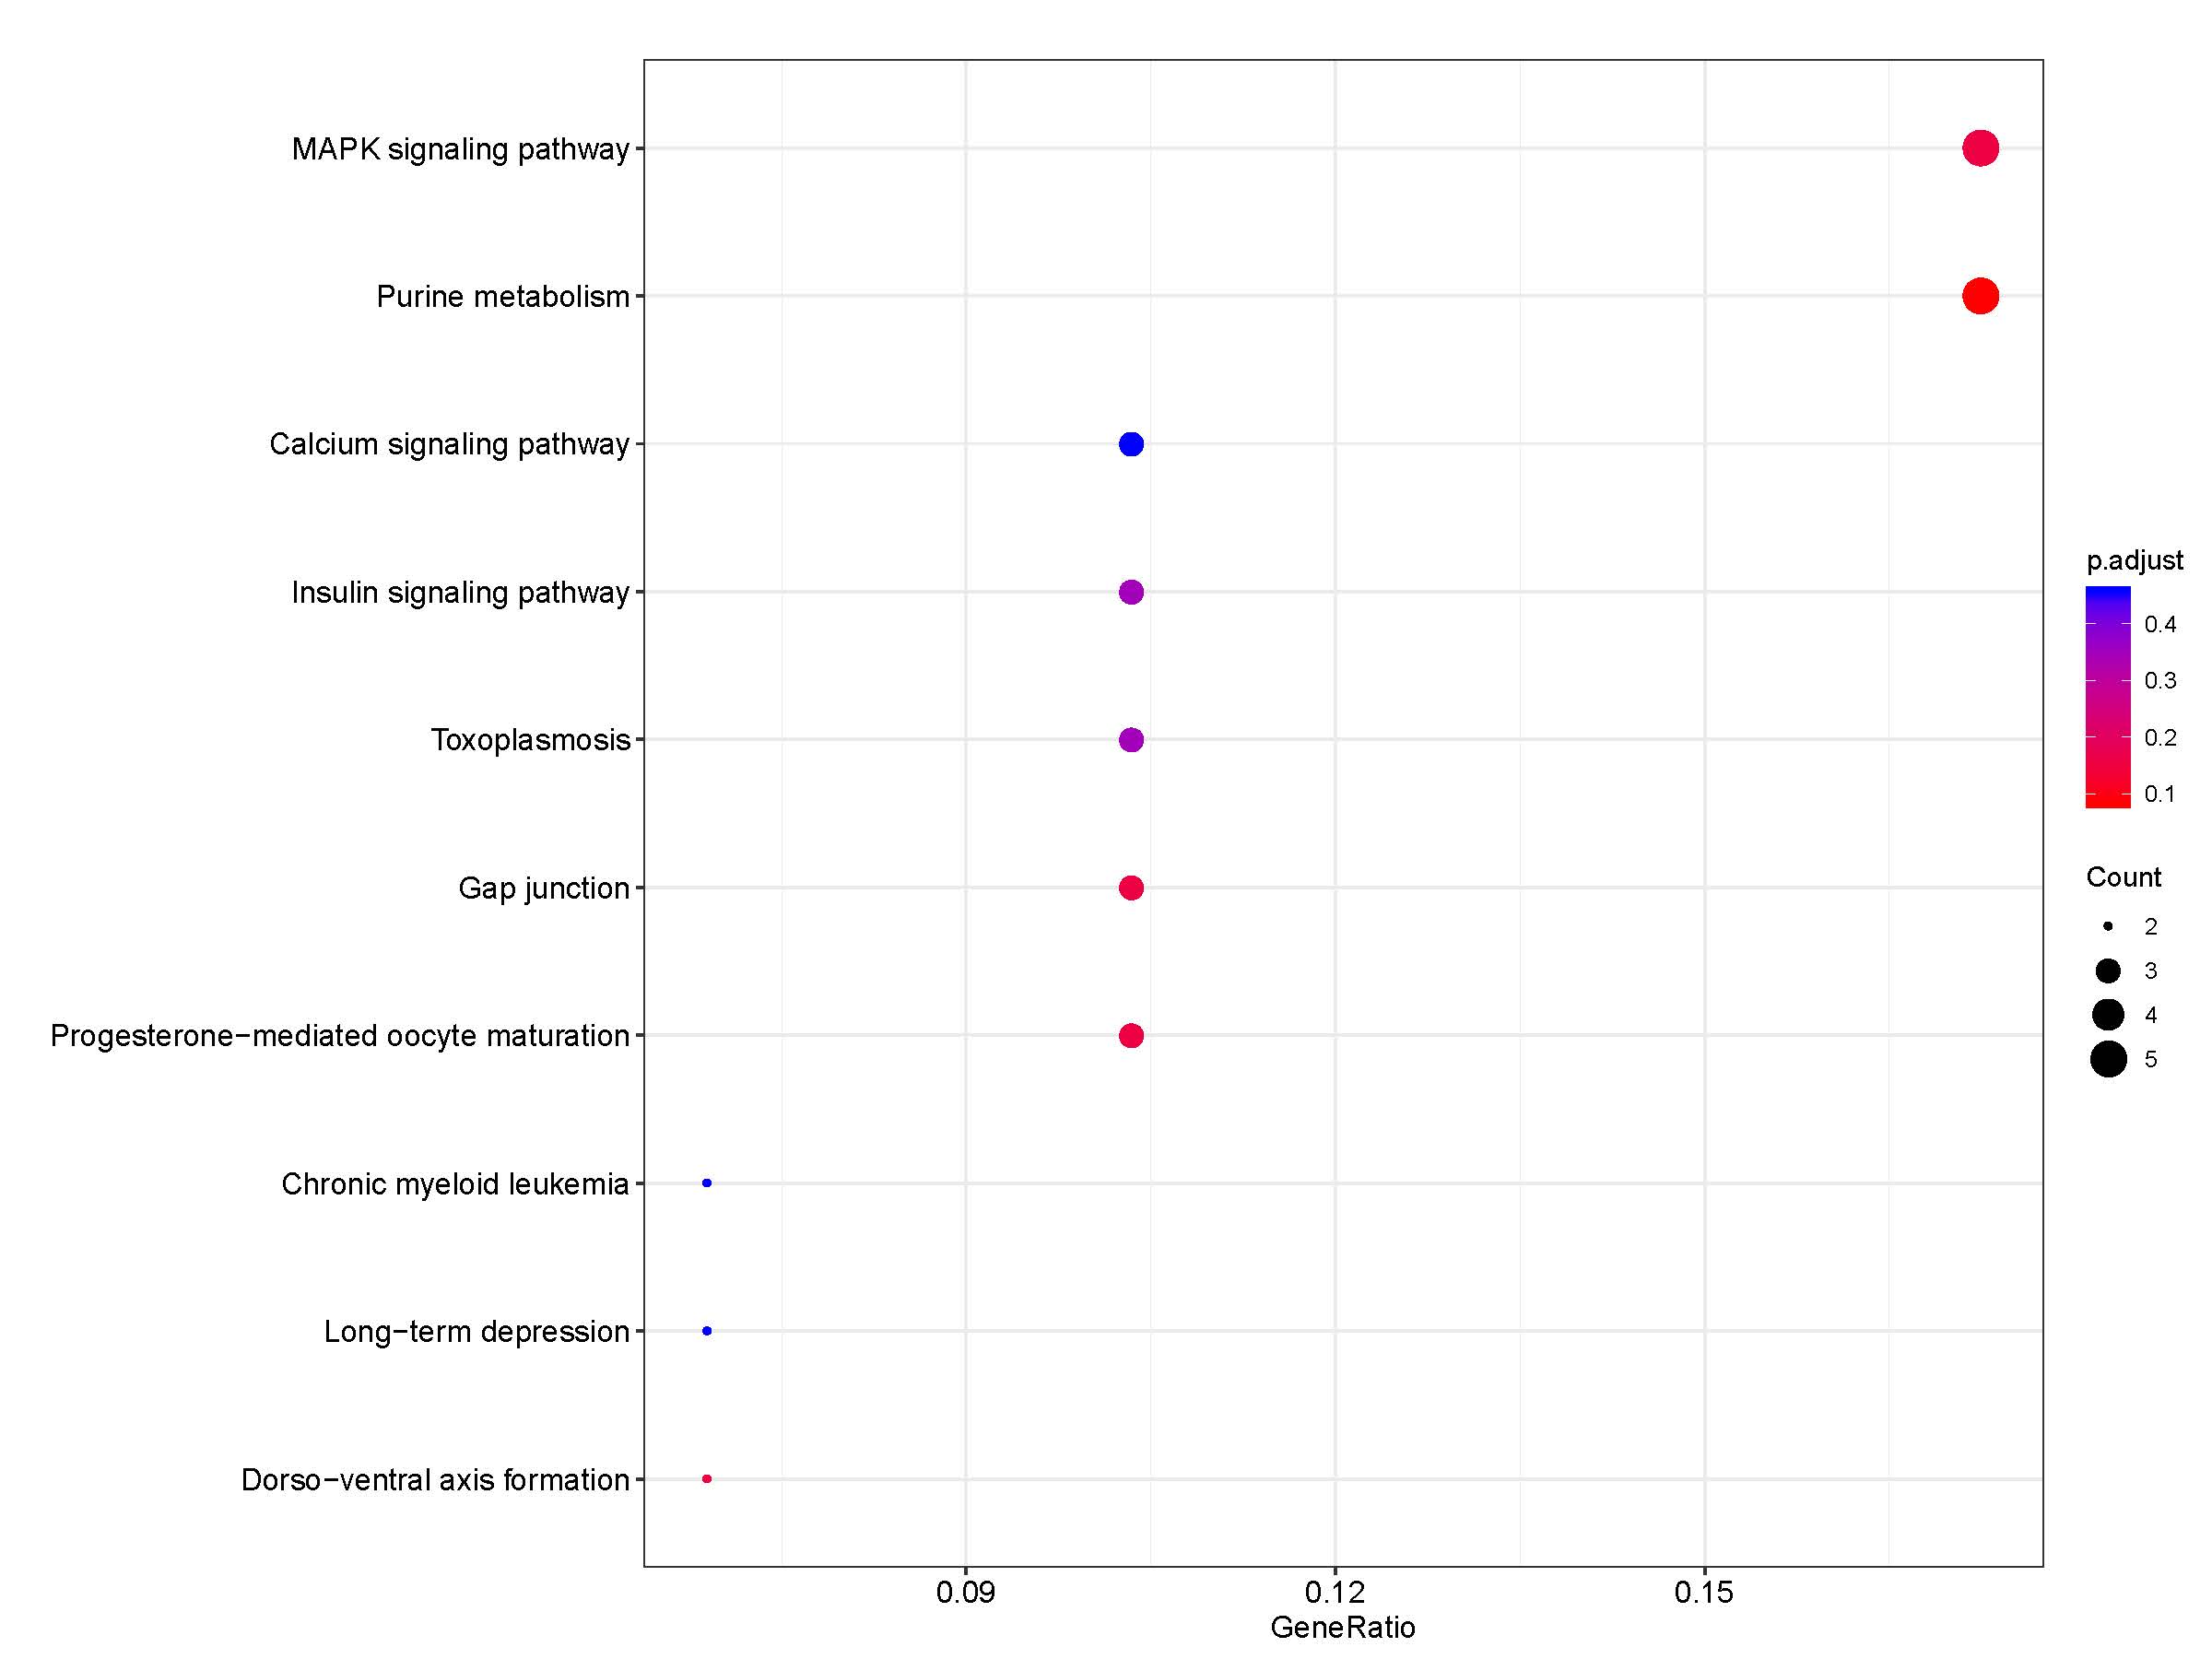 MAPK signaling pathway
Purine metabolism
Calcium signaling pathway
Insulin signaling pathway
Toxoplasmosis
Gap junction
Progesterone−mediated oocyte maturation
Chronic myeloid leukemia
Long−term depression
Dorso−ventral axis formation
0.09 0.12 0.15
GeneRatio
p.adjust
0.4
0.3
0.2
0.1
Count
2
3
4
5